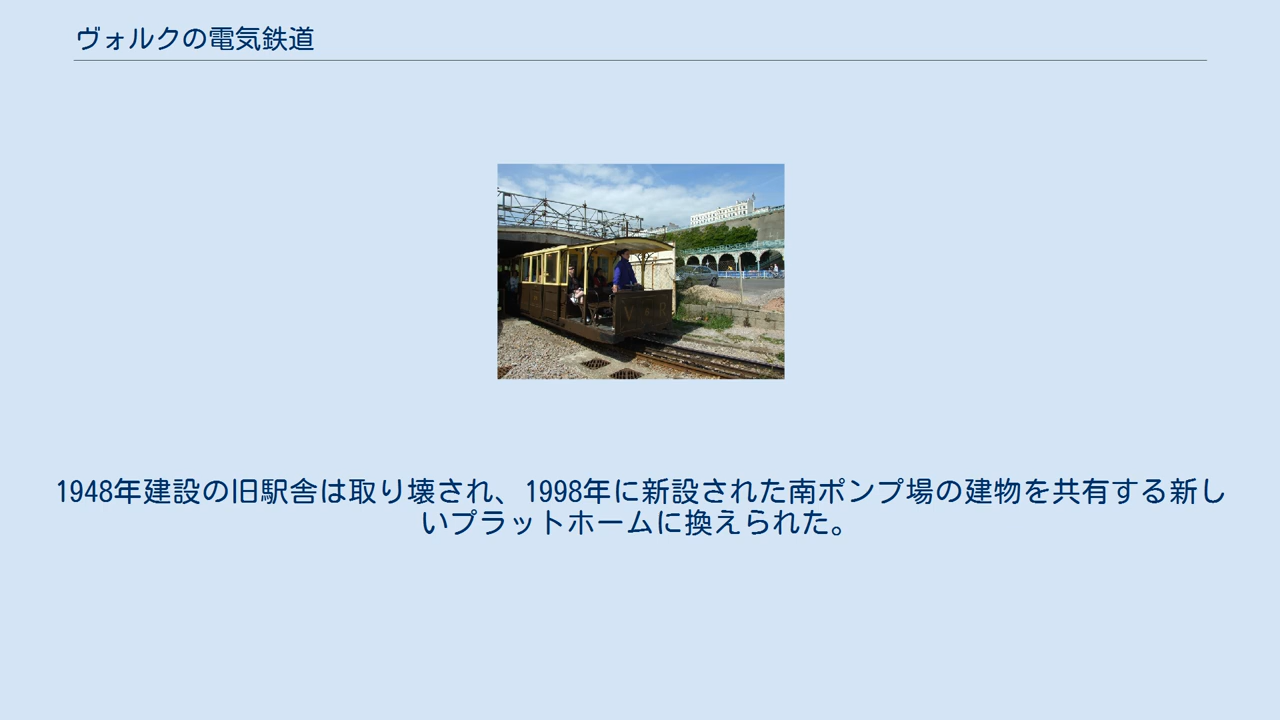 ヴォルクの電気鉄道
V R
1948年建設の旧駅舎は取り壊され、1998年に新設された南ポンプ場の建物を共有する新し
いプラットホームに換えられた。